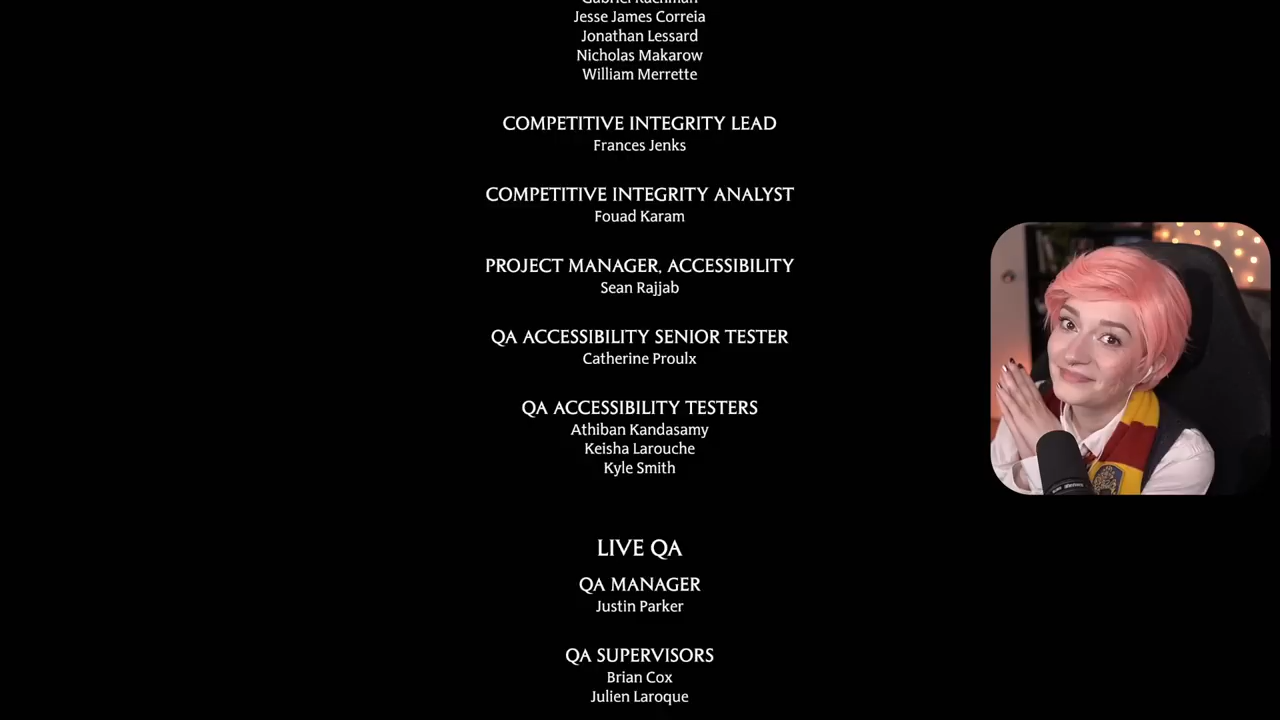 Gabriel Rachman
Jesse James Correia
Jonathan Lessard
Nicholas Makarow
William Merrette
COMPETITIVE INTEGRITY LEAD
Frances Jenks
COMPETITIVE INTEGRITY ANALYST
Fouad Karam
PROJECT MANAGER, ACCESSIBILITY
Sean Rajjab
QA ACCESSIBILITY SENIOR TESTER
Catherine Proulx
QA ACCESSIBILITY TESTERS
Athiban Kandasamy
Keisha Larouche
Kyle Smith
LIVE QA
QA MANAGER
Justin Parker
QA SUPERVISORS
Brian Cox
Julien Laroque